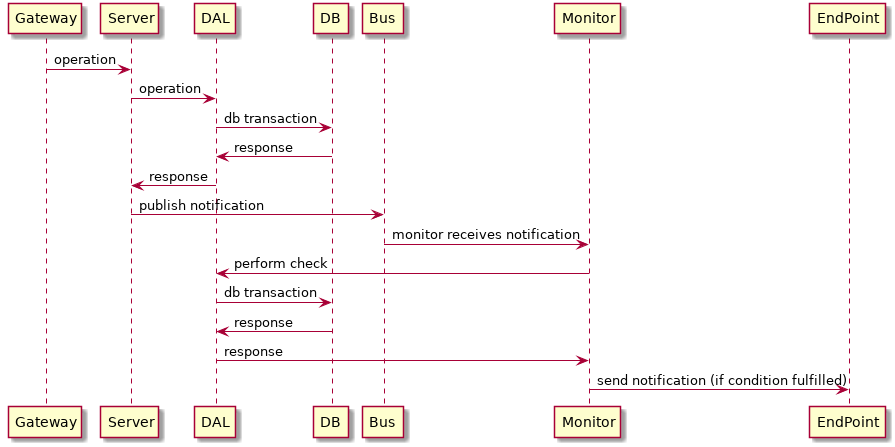 Gateway Server DAL DB Bus Monitor EndPoint
operation
operation
db transaction
response
response
publish notification
monitor receives notification
perform check
db transaction
response
response
send notification (if condition fulfilled)
Gateway Server DAL DB Bus Monitor EndPoint